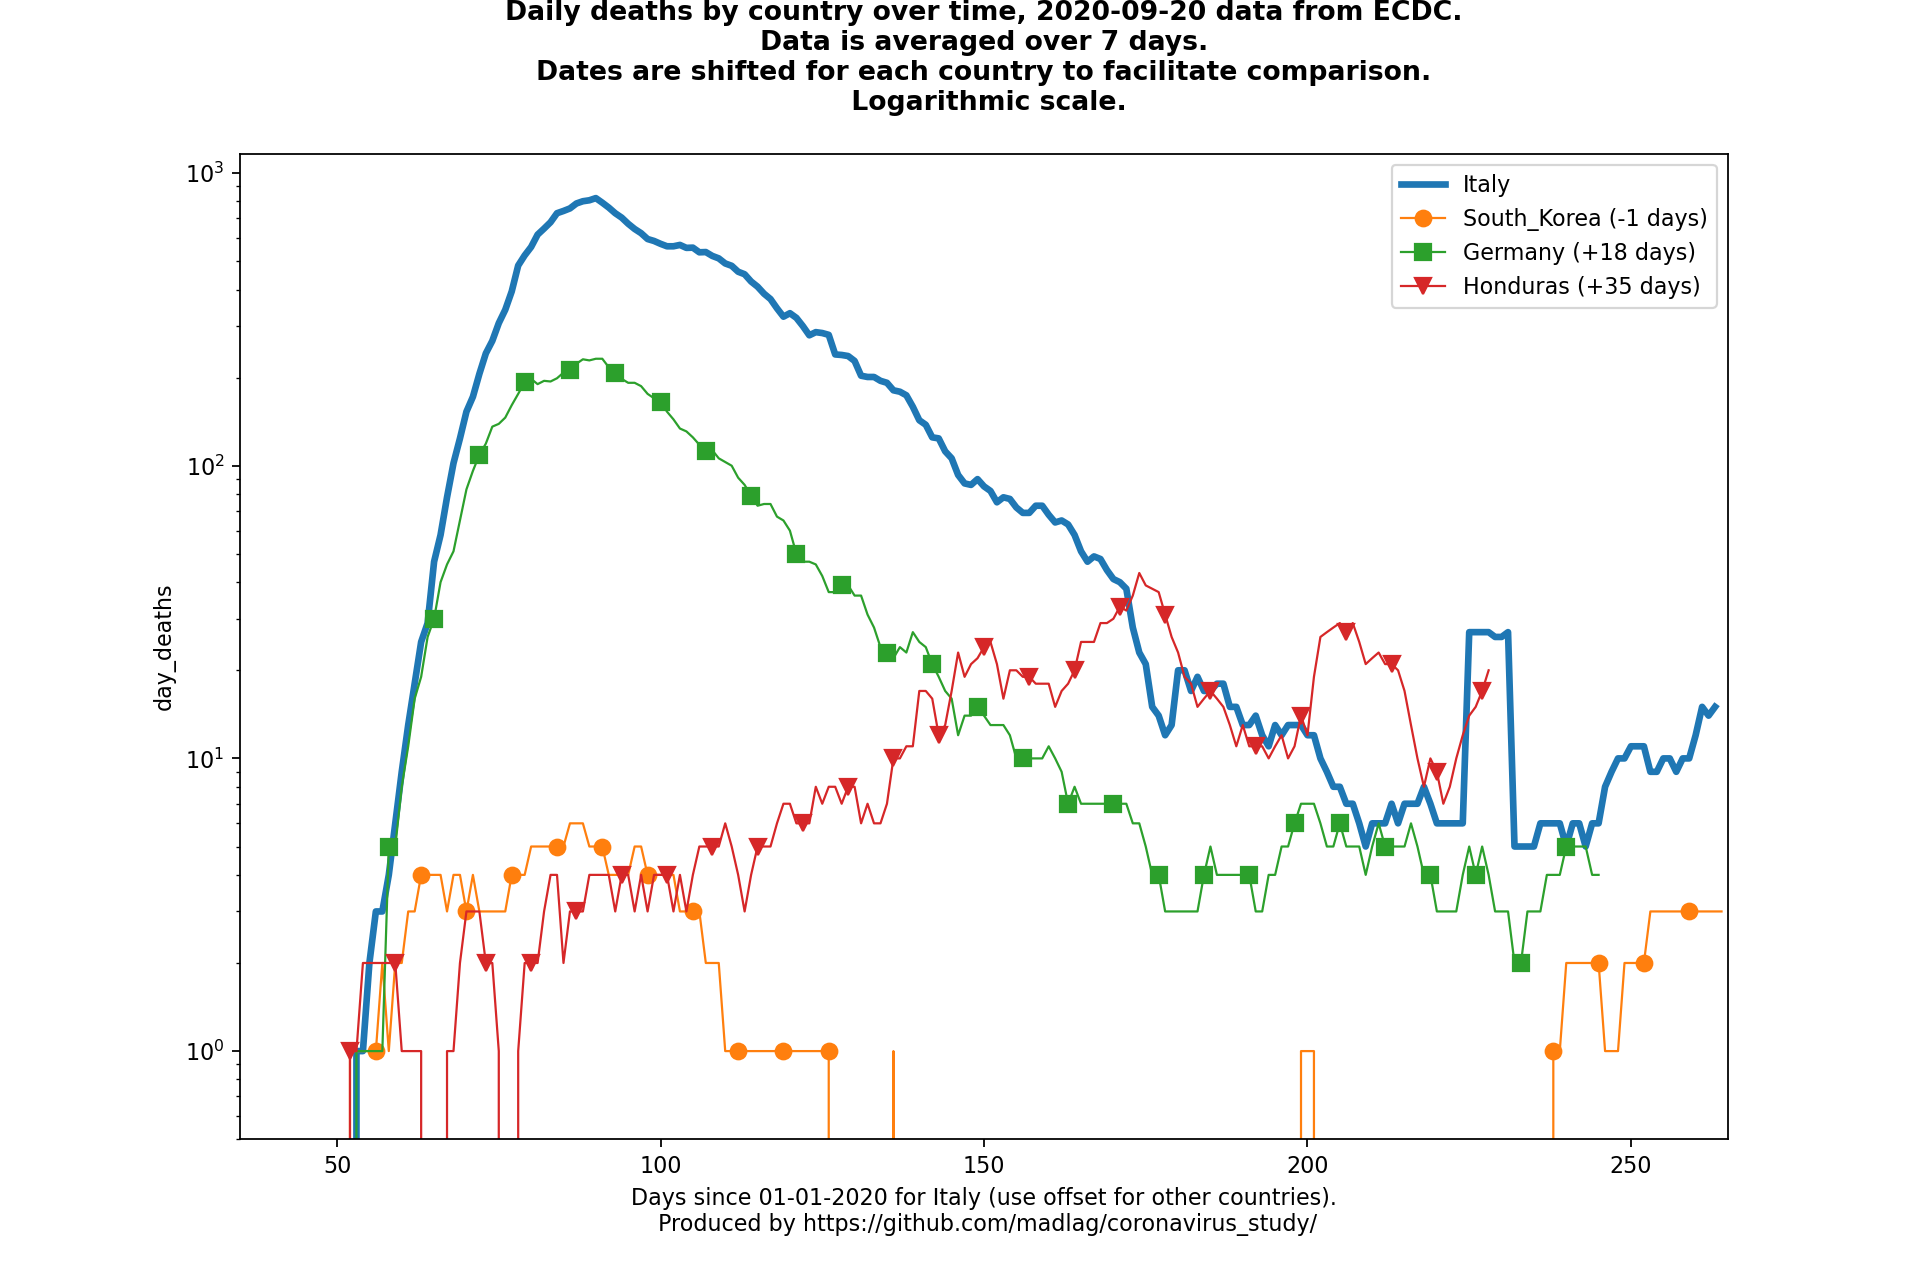 Daily deaths by country over time, 2020-09-20 data from ECDC.
Data is averaged over 7 days.
Dates are shifted for each country to facilitate comparison.
Logarithmic scale.
10³
10²
10¹
10⁰
day_deaths
Italy
South_Korea (-1 days)
Germany (+18 days)
Honduras (+35 days)
50 100 150 200 250
Days since 01-01-2020 for Italy (use offset for other countries).
Produced by https://github.com/madlag/coronavirus_study/